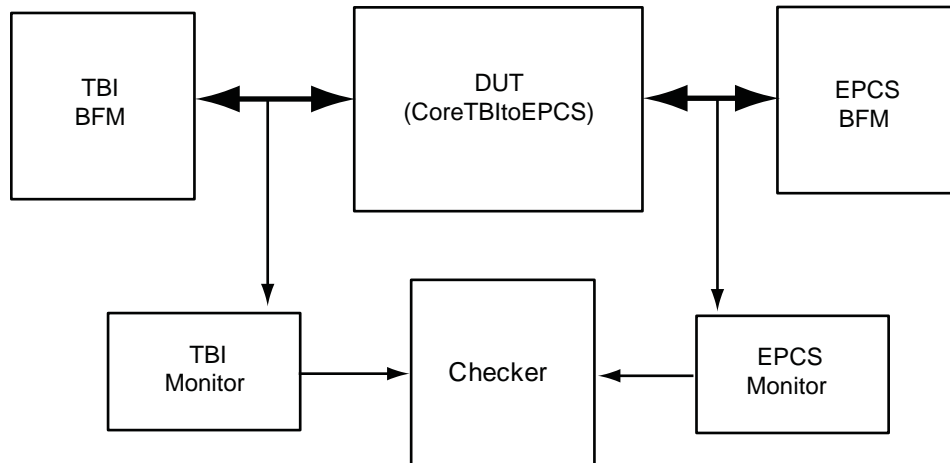 TBI
BFM
DUT
(CoreTBItoEPCS)
EPCS
BFM
TBI
Monitor
Checker
EPCS
Monitor